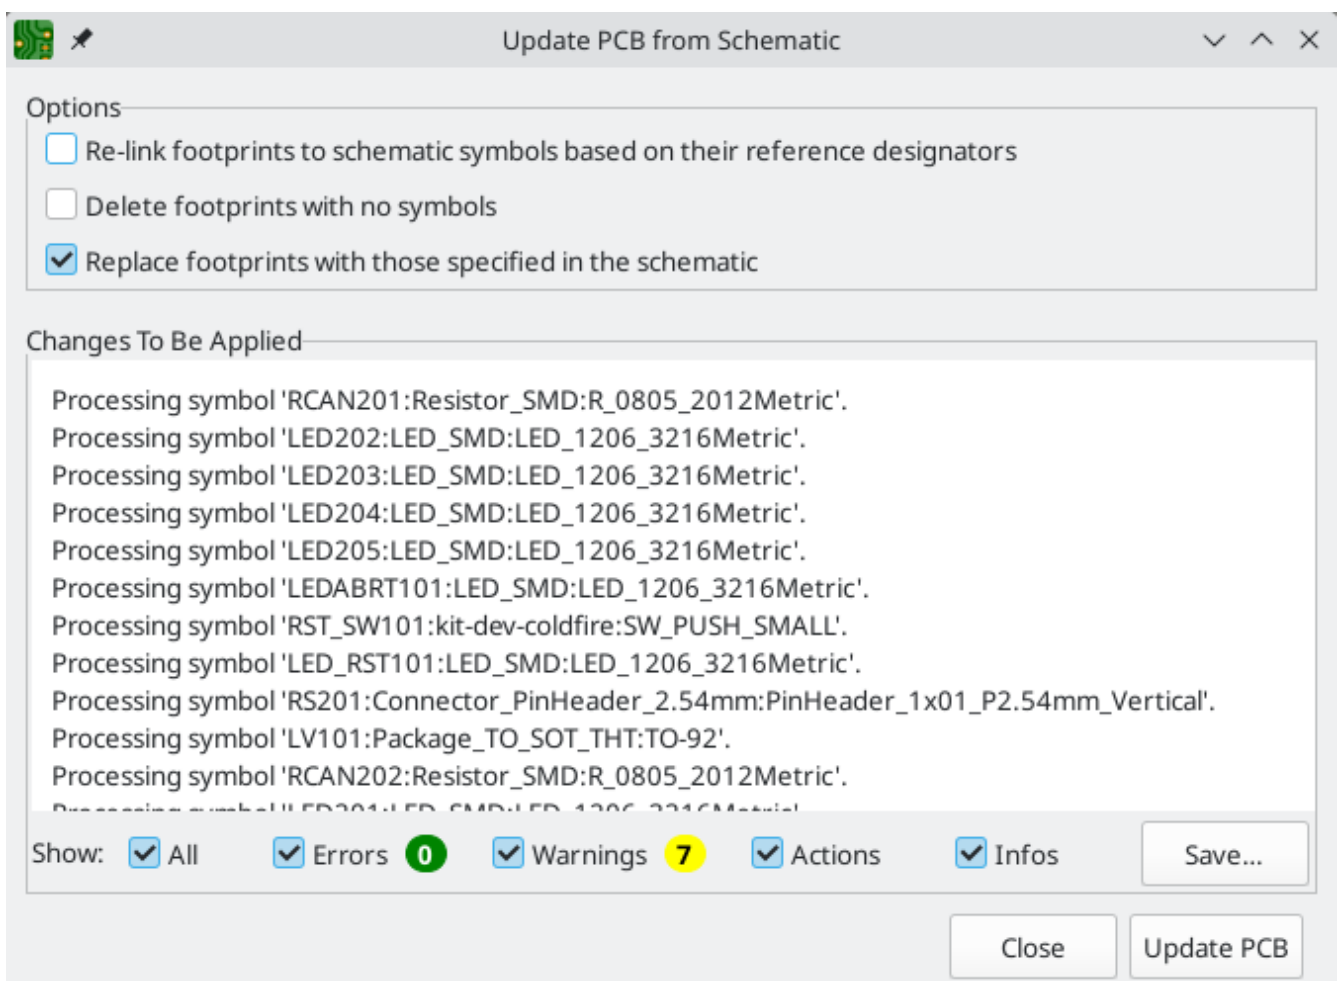 Update PCB from Schematic
Options
Re-link footprints to schematic symbols based on their reference designators
Delete footprints with no symbols
Replace footprints with those specified in the schematic
Changes To Be Applied
Processing symbol 'RCAN201:Resistor_SMD:R_0805_2012Metric'.
Processing symbol 'LED202:LED_SMD:LED_1206_3216Metric'.
Processing symbol 'LED203:LED_SMD:LED_1206_3216Metric'.
Processing symbol 'LED204:LED_SMD:LED_1206_3216Metric'.
Processing symbol 'LED205:LED_SMD:LED_1206_3216Metric'.
Processing symbol 'LEDABRT101:LED_SMD:LED_1206_3216Metric'.
Processing symbol 'RST_SW101:kit-dev-coldfire:SW_PUSH_SMALL'.
Processing symbol 'LED_RST101:LED_SMD:LED_1206_3216Metric'.
Processing symbol 'RS201:Connector_PinHeader_2.54mm:PinHeader_1x01_P2.54mm_Vertical'.
Processing symbol 'LV101:Package_TO_SOT_THT:TO-92'.
Processing symbol 'RCAN202:Resistor_SMD:R_0805_2012Metric'.
Processing symbol 'LED201:LED_SMD:LED_1206_3216Metric'.
Show: All Errors 0 Warnings 7 Actions Infos Save...
Close Update PCB